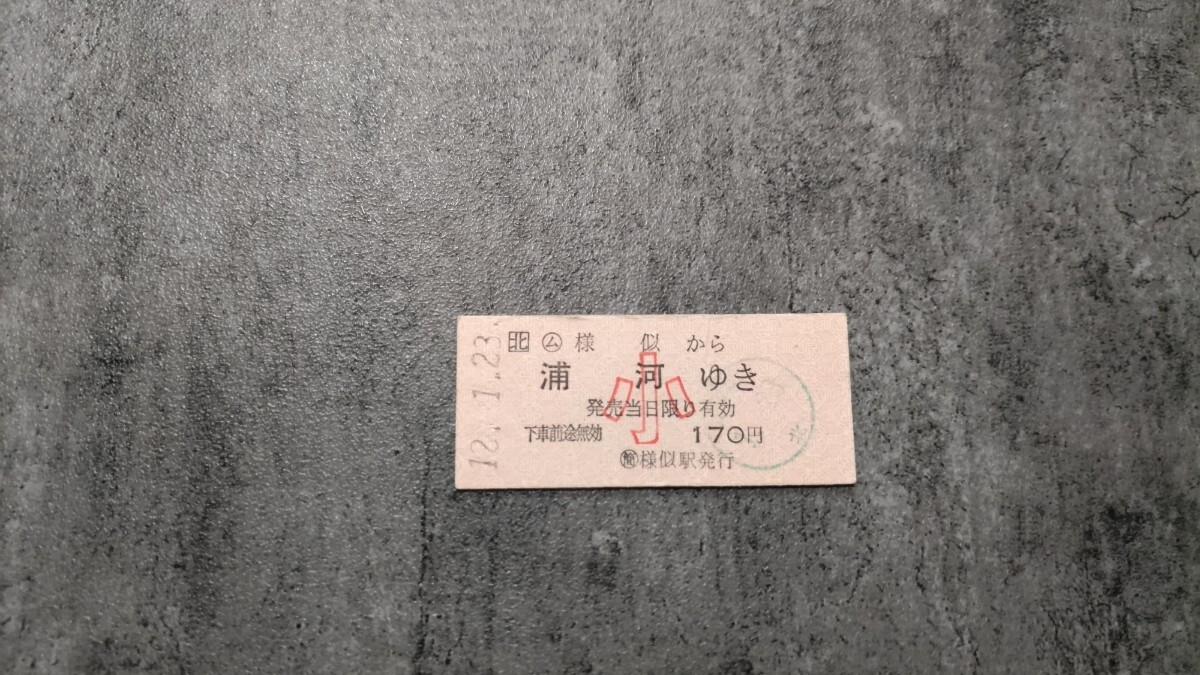 12.-1.23.
北 ム 様似から
浦河ゆき
小
発売当日限り有効
下車前途無効 170円
簡 様似駅発行